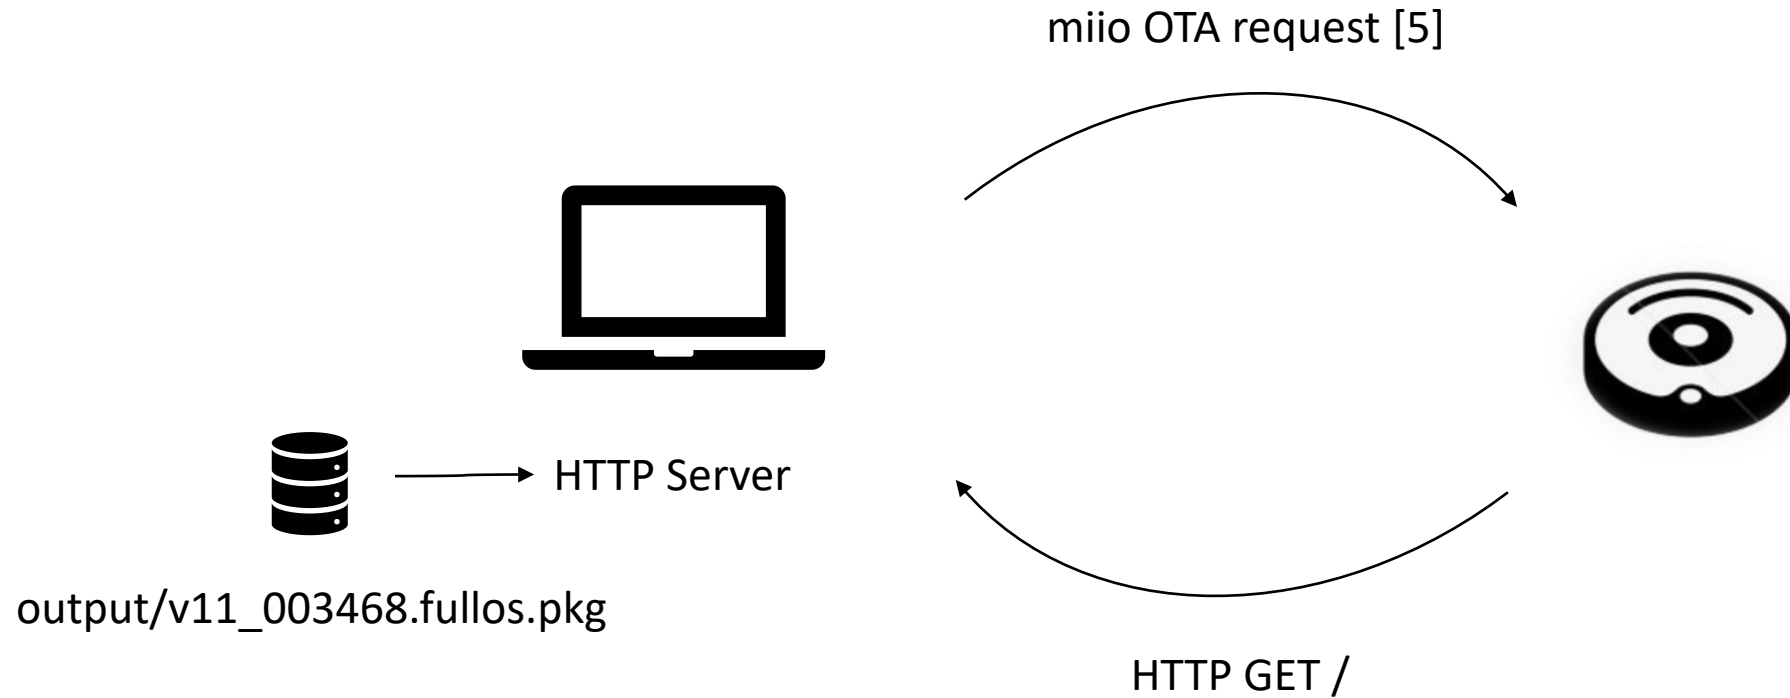 miio OTA request [5]
HTTP Server
output/v11_003468.fullos.pkg
HTTP GET /